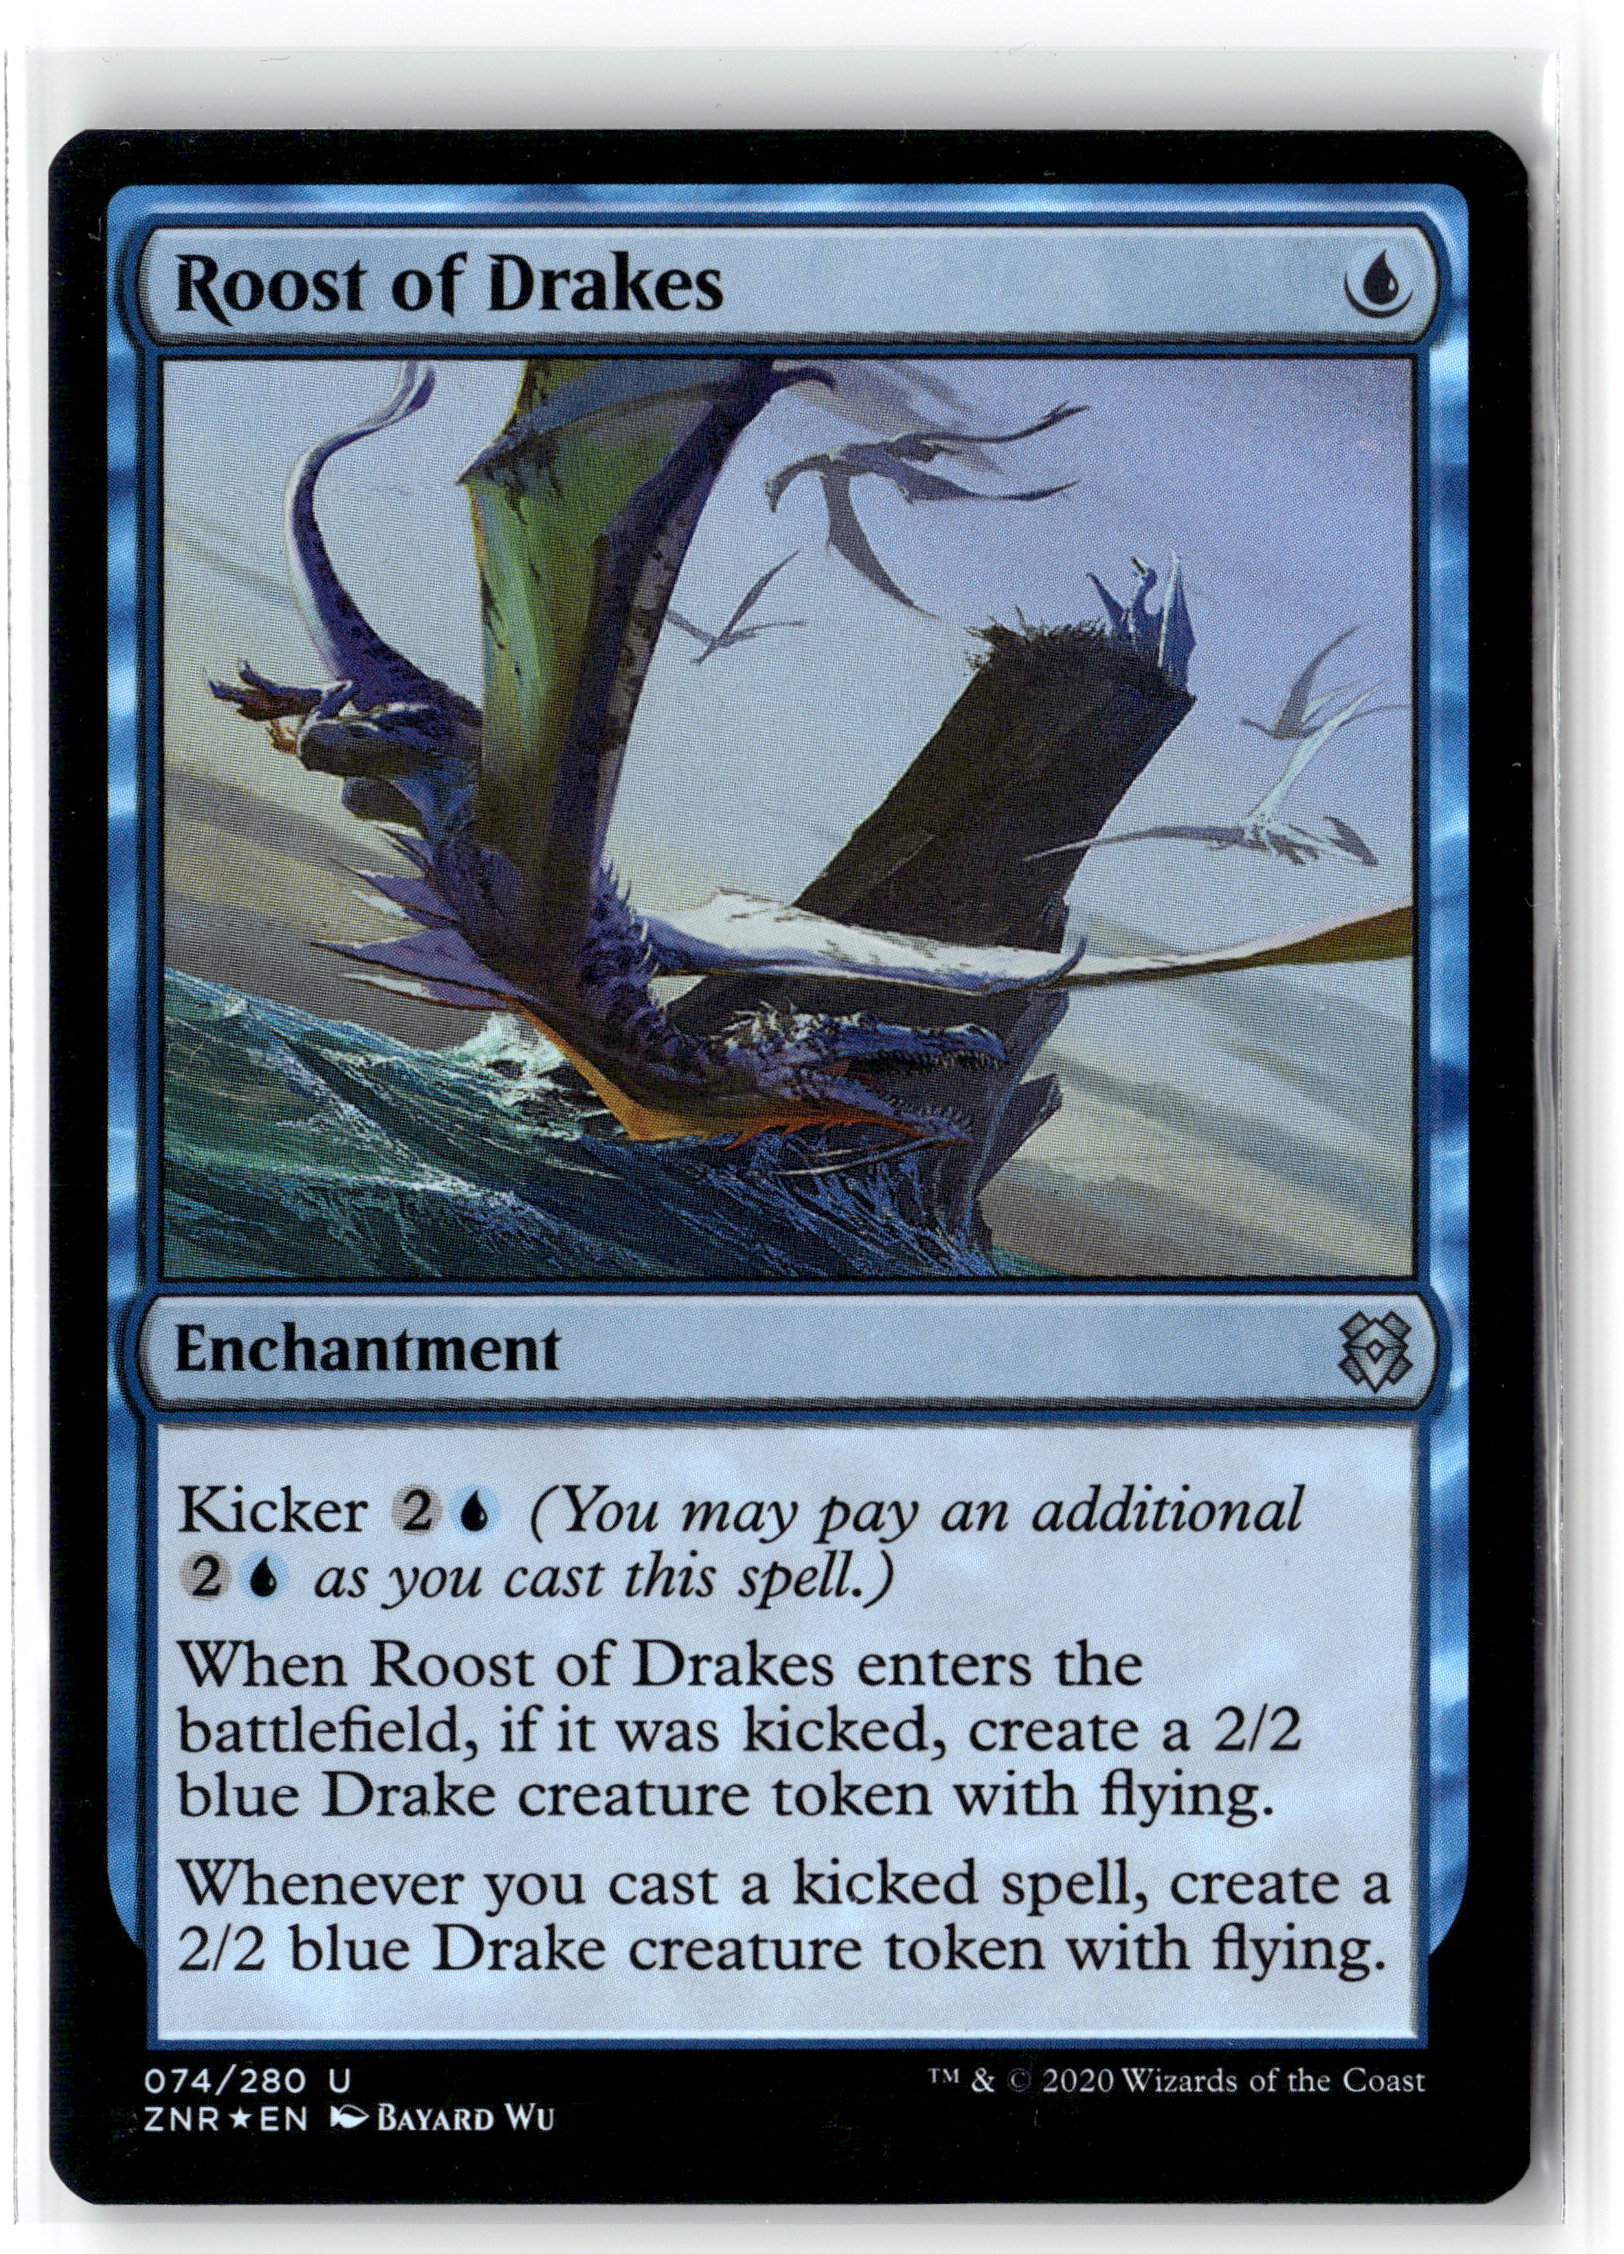 Roost of Drakes
Enchantment
Kicker 2 (You may pay an additional
2 as you cast this spell.)
When Roost of Drakes enters the
battlefield, if it was kicked, create a 2/2
blue Drake creature token with flying.
Whenever you cast a kicked spell, create a
2/2 blue Drake creature token with flying.
074/280 U
ZNR★EN Bayard Wu
™ & © 2020 Wizards of the Coast